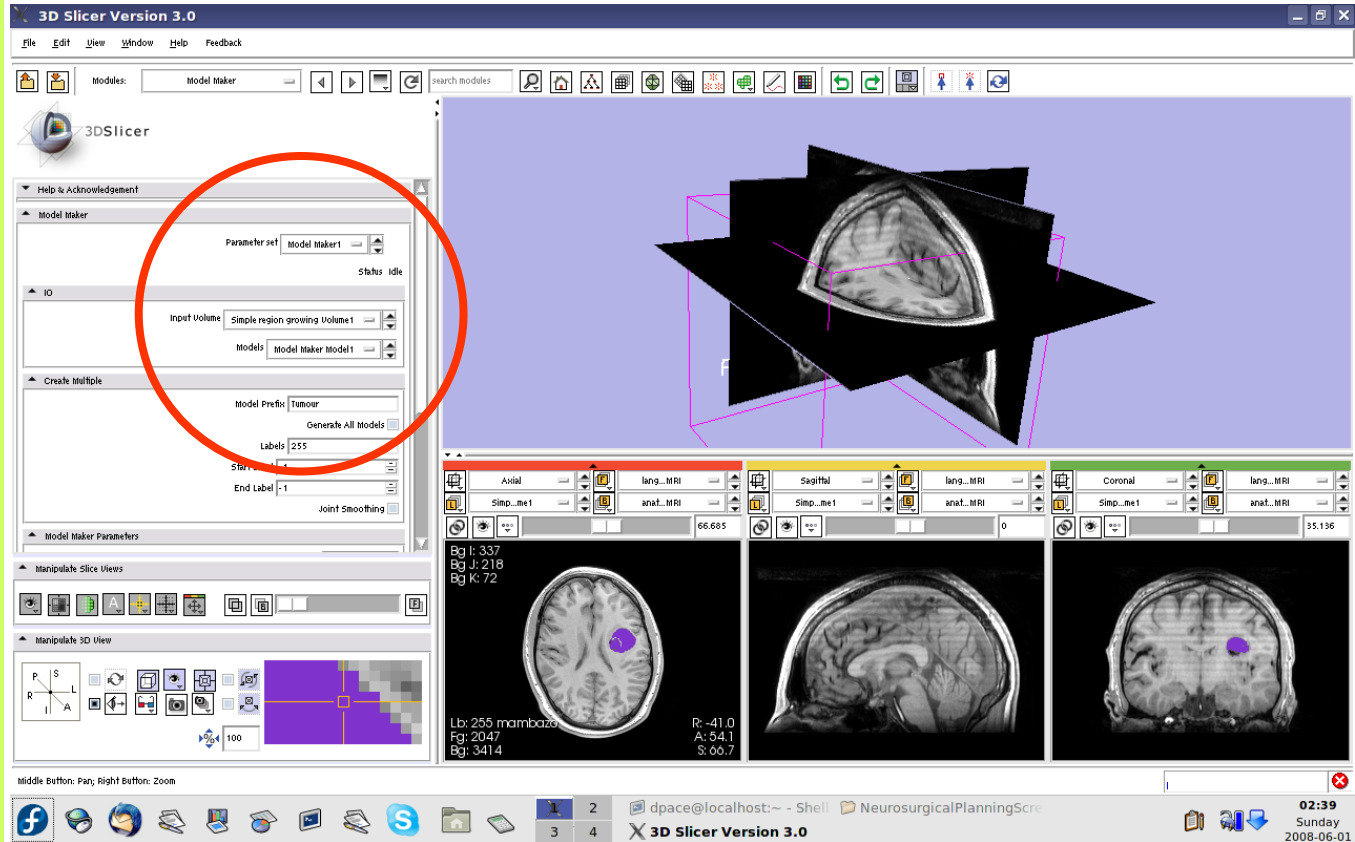 3D Slicer Version 3.0
File Edit View Window Help Feedback
Modules: Model Maker search modules
3DSlicer
Help & Acknowledgement
Model Maker
Parameter set Model Maker1
Status Idle
IO
Input Volume Simple region growing Volume1
Models Model Maker Model1
Create Multiple
Model Prefix Tumour
Generate All Models
Labels 255
End Label -1
Joint Smoothing
Model Maker Parameters
Manipulate Slice Views
Manipulate 3D View
P S
R L
I A
100
Axial lang...MRI
Simp...me1 anat...MRI
66.685
Bg I: 337
Bg J: 218
Bg K: 72
Lb: 255 mambazo
Fg: 2047
Bg: 3414
R: -41.0
A: 54.1
S: 66.7
Sagittal lang...MRI
Simp...me1 anat...MRI
0
Coronal lang...MRI
Simp...me1 anat...MRI
35.136
Middle Button: Pan; Right Button: Zoom
1 2
3 4
dpace@localhost:~ - Shell
NeurosurgicalPlanningScre
3D Slicer Version 3.0
02:39
Sunday
2008-06-01